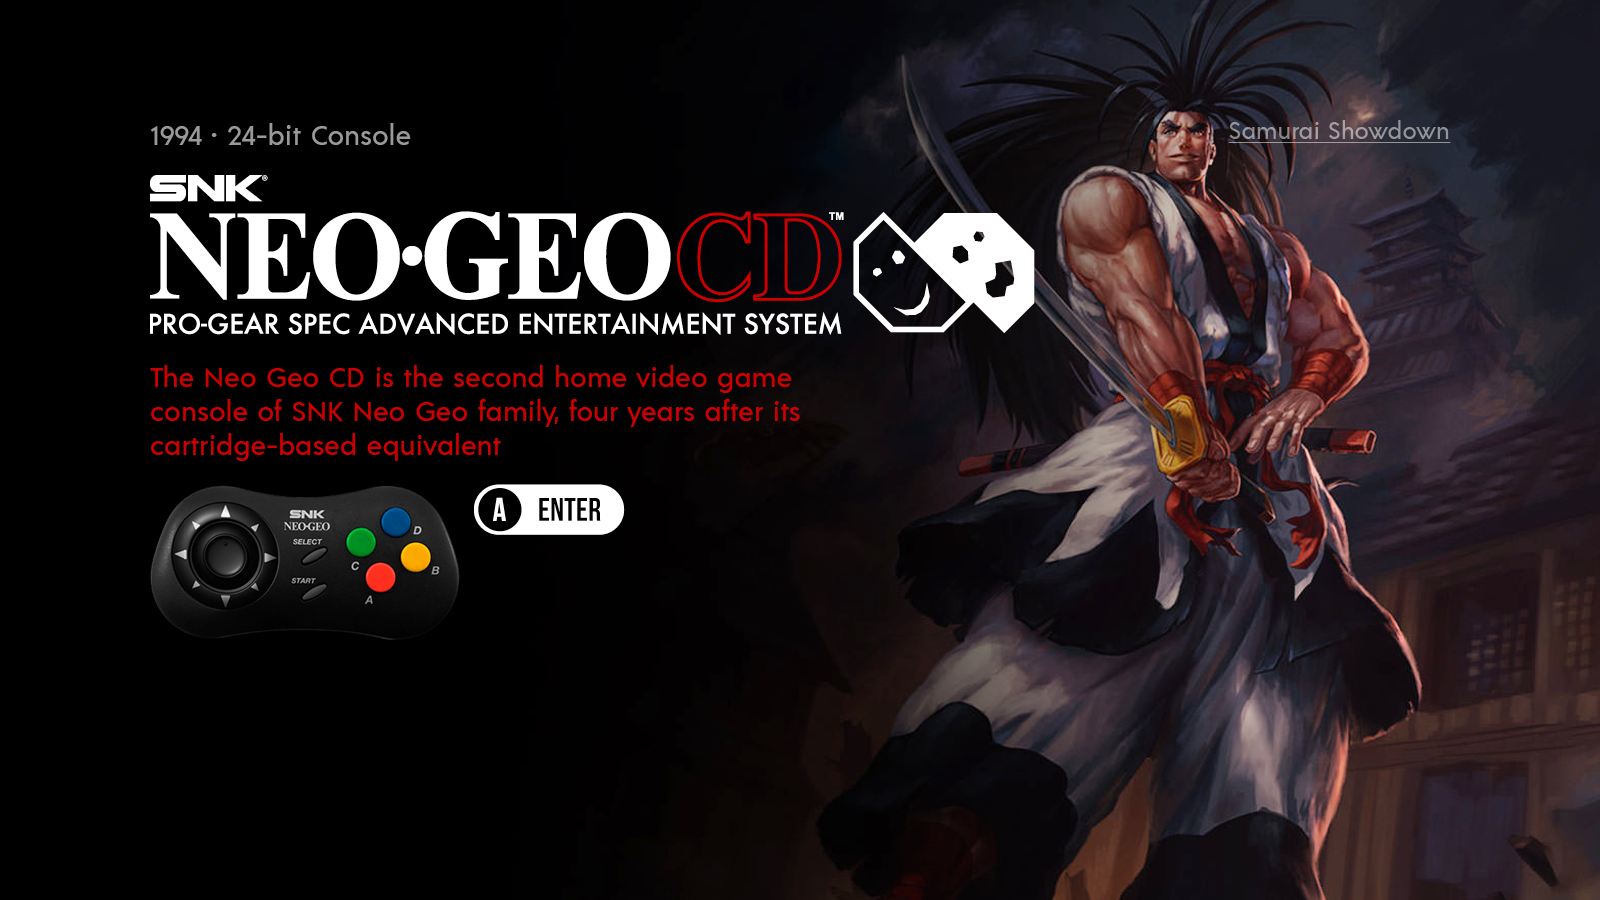 1994 · 24-bit Console
Samurai Showdown
SNK®
NEO·GEO CD™
PRO-GEAR SPEC ADVANCED ENTERTAINMENT SYSTEM
The Neo Geo CD is the second home video game
console of SNK Neo Geo family, four years after its
cartridge-based equivalent
A ENTER
SNK
NEO·GEO
SELECT
START
D
C
B
A